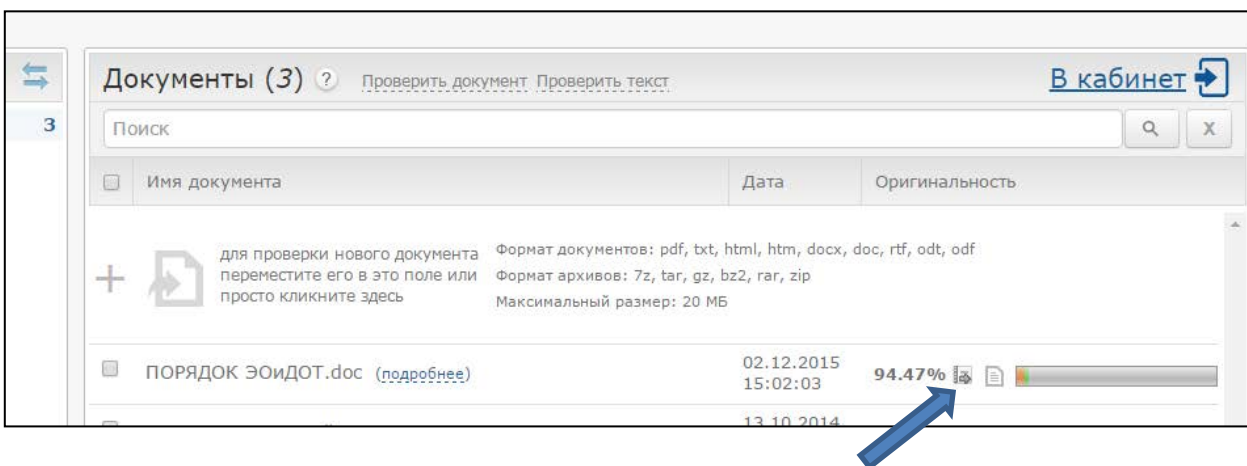 Документы (3) ? Проверить документ Проверить текст В кабинет
3
Поиск
X
Имя документа Дата Оригинальность
для проверки нового документа
переместите его в это поле или
просто кликните здесь
Формат документов: pdf, txt, html, htm, docx, doc, rtf, odt, odf
Формат архивов: 7z, tar, gz, bz2, rar, zip
Максимальный размер: 20 МБ
ПОРЯДОК ЭОиДОТ.doc (подробнее)
02.12.2015
15:02:03
94.47%
13.10.2014